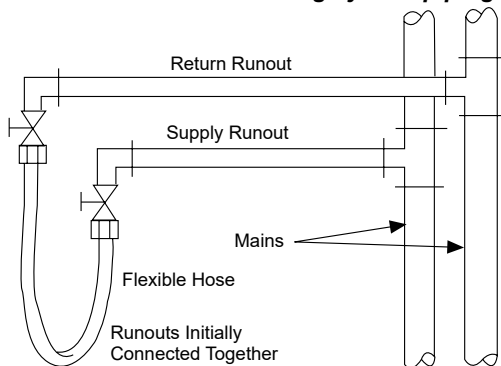 Return Runout
Supply Runout
Mains
Flexible Hose
Runouts Initially
Connected Together